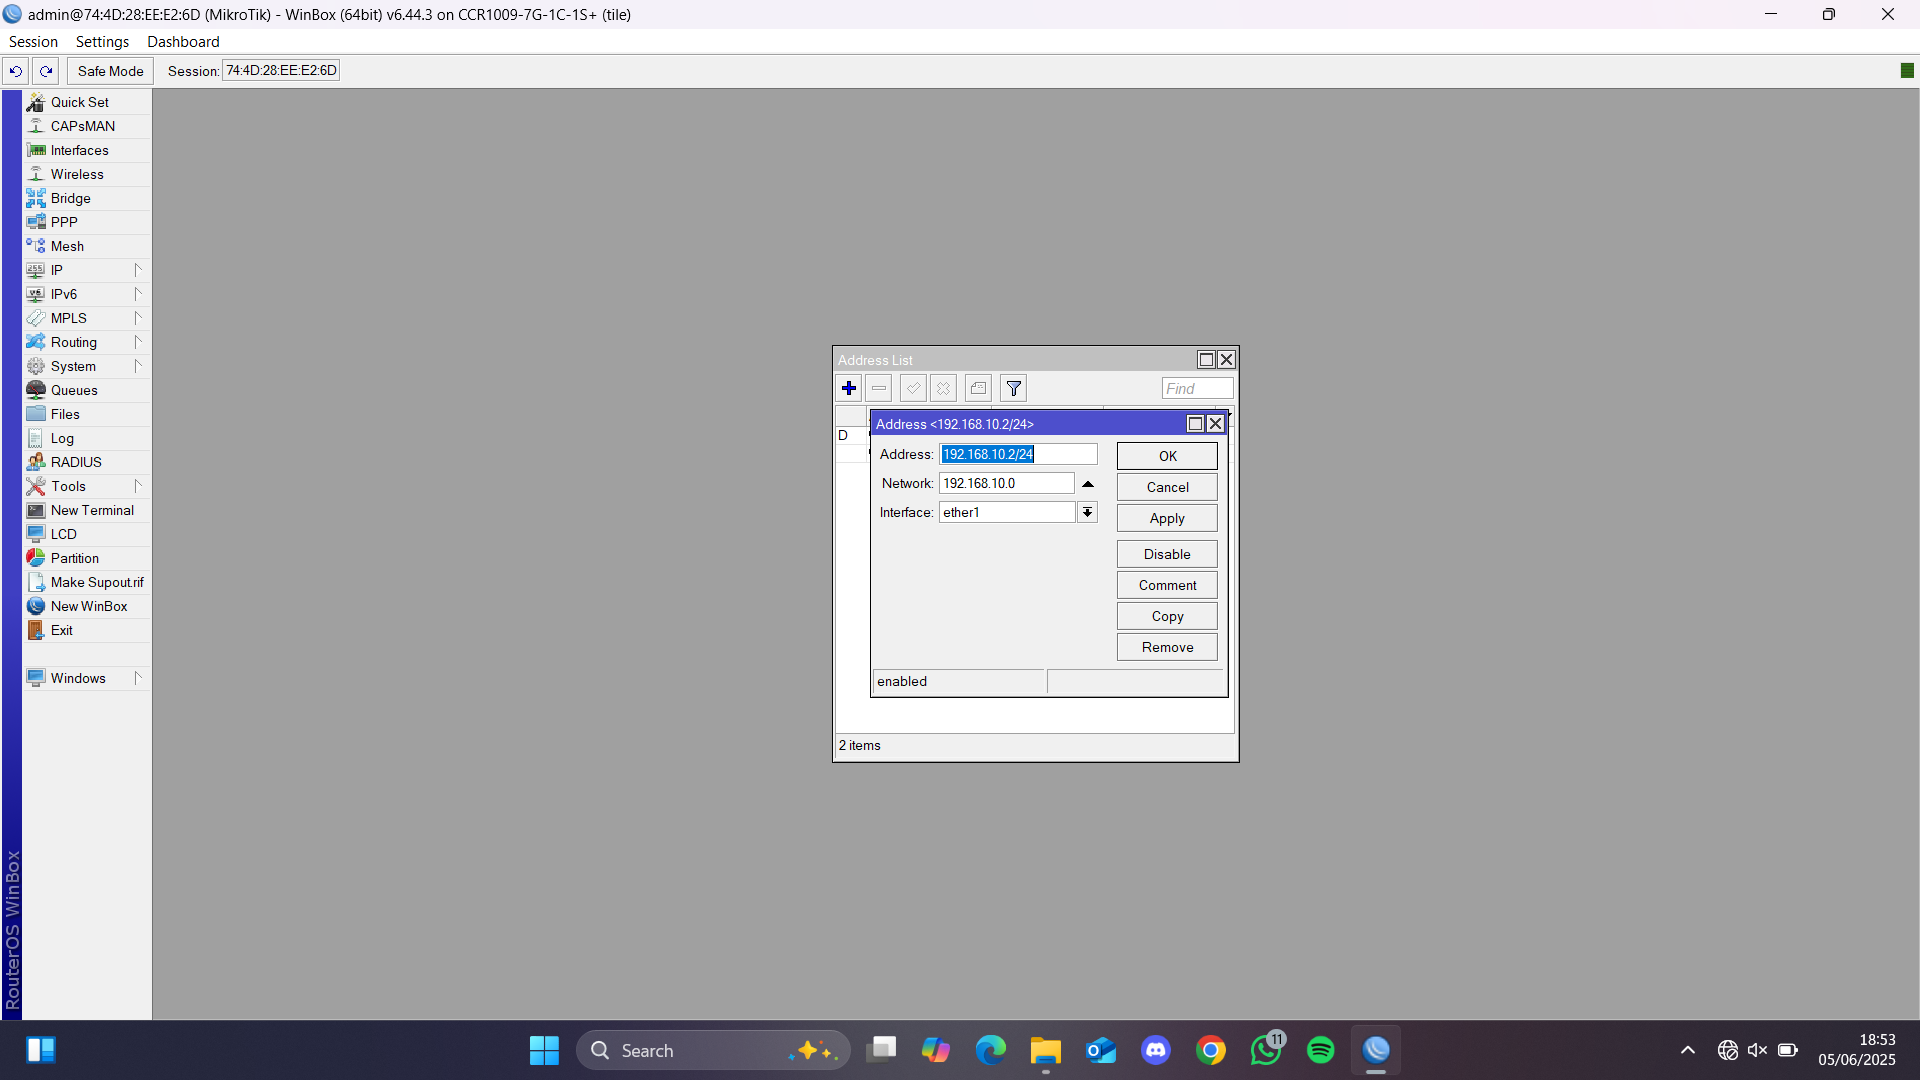 admin@74:4D:28:EE:E2:6D (MikroTik) - WinBox (64bit) v6.44.3 on CCR1009-7G-1C-1S+ (tile)
Session Settings Dashboard
Safe Mode Session: 74:4D:28:EE:E2:6D
Quick Set
CAPsMAN
Interfaces
Wireless
Bridge
PPP
Mesh
IP
IPv6
MPLS
Routing
System
Queues
Files
Log
RADIUS
Tools
New Terminal
LCD
Partition
Make Supout.rif
New WinBox
Exit
Windows
RouterOS WinBox
Address List
Find
D
Address <192.168.10.2/24>
Address: 192.168.10.2/24
Network: 192.168.10.0
Interface: ether1
OK
Cancel
Apply
Disable
Comment
Copy
Remove
enabled
2 items
Search
11
18:53
05/06/2025